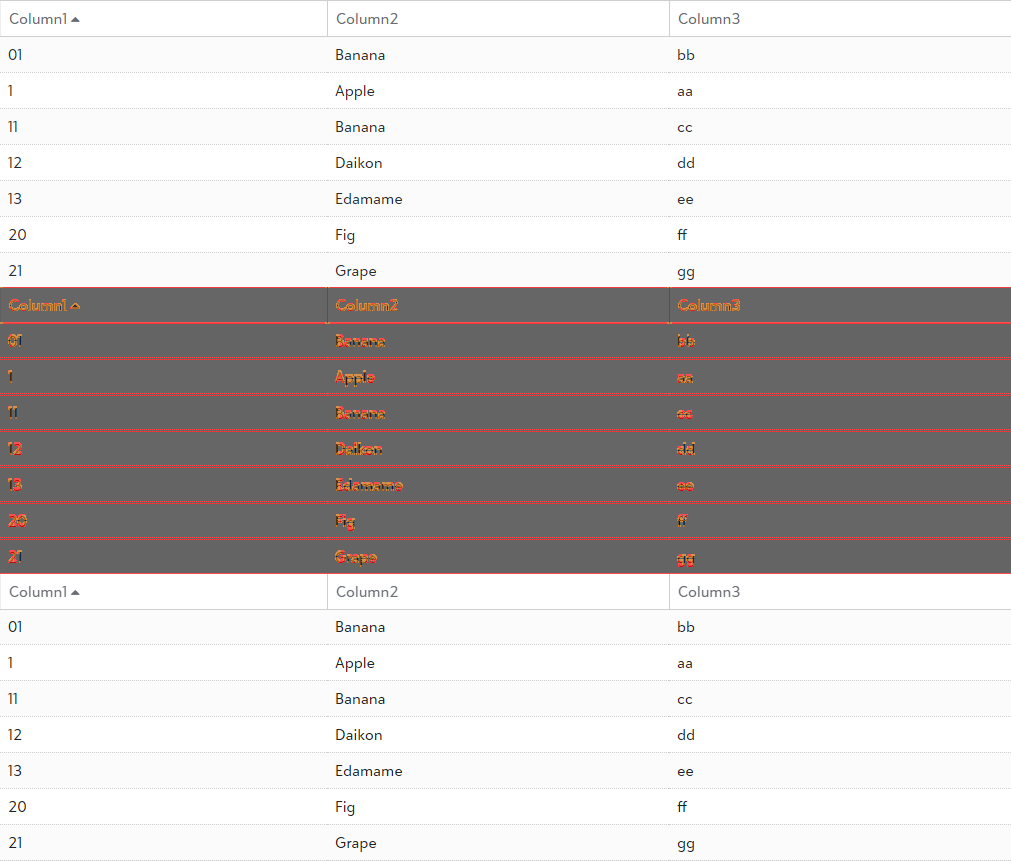 Column1 Column2 Column3
01 Banana bb
1 Apple aa
11 Banana cc
12 Daikon dd
13 Edamame ee
20 Fig ff
21 Grape gg
Column1 Column2 Column3
01 Banana bb
1 Apple aa
11 Banana cc
12 Daikon dd
13 Edamame ee
20 Fig ff
21 Grape gg
Column1 Column2 Column3
01 Banana bb
1 Apple aa
11 Banana cc
12 Daikon dd
13 Edamame ee
20 Fig ff
21 Grape gg